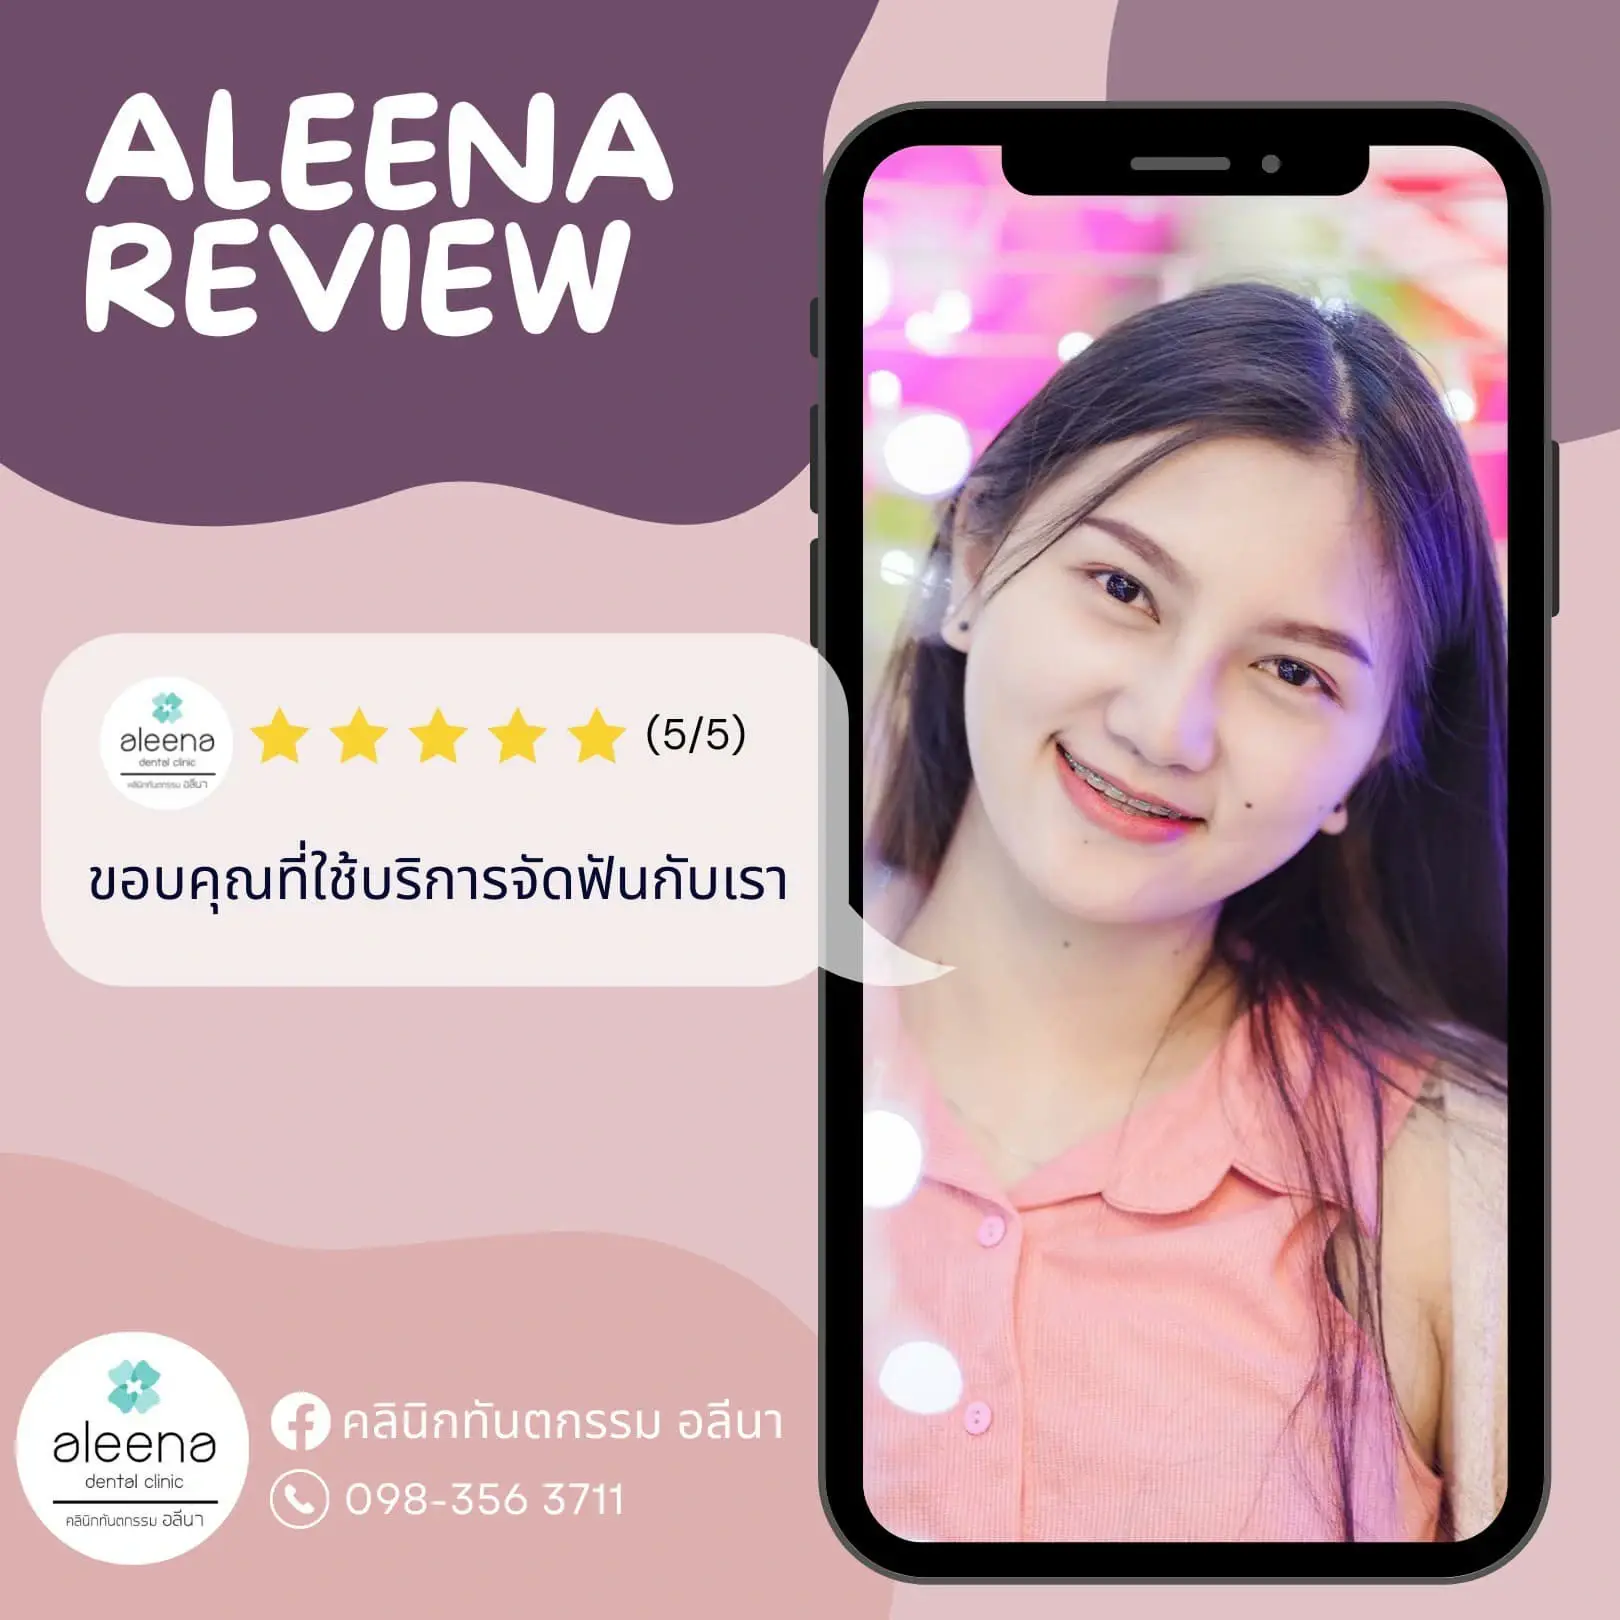 ALEENA
REVIEW
aleena
dental clinic
คลินิกทันตกรรม อลีนา
(5/5)
ขอบคุณที่ใช้บริการจัดฟันกับเรา
aleena
dental clinic
คลินิกทันตกรรม อลีนา
คลินิกทันตกรรม อลีนา
098-356 3711